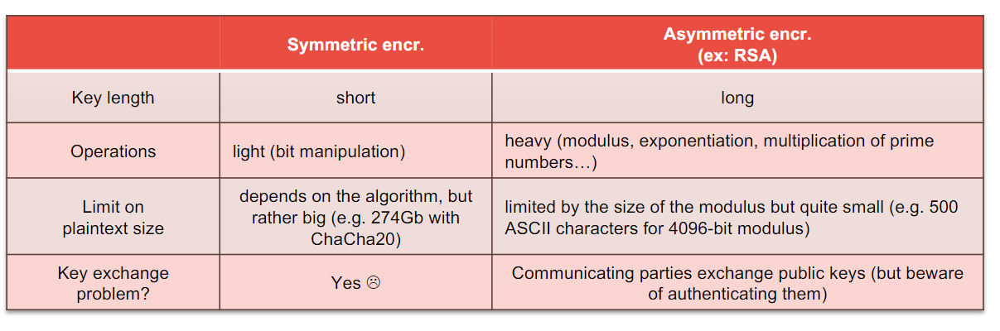 Symmetric encr.
Asymmetric encr.
(ex: RSA)
Key length
short
long
Operations
light (bit manipulation)
heavy (modulus, exponentiation, multiplication of prime
numbers…)
Limit on
plaintext size
depends on the algorithm, but
rather big (e.g. 274Gb with
ChaCha20)
limited by the size of the modulus but quite small (e.g. 500
ASCII characters for 4096-bit modulus)
Key exchange
problem?
Yes ☹
Communicating parties exchange public keys (but beware
of authenticating them)